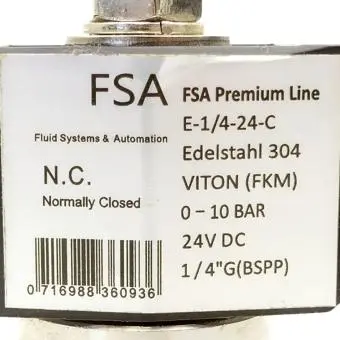 FSA
Fluid Systems & Automation
N.C.
Normally Closed
0 716988 360936
FSA Premium Line
E-1/4-24-C
Edelstahl 304
VITON (FKM)
0 – 10 BAR
24V DC
1/4"G(BSPP)